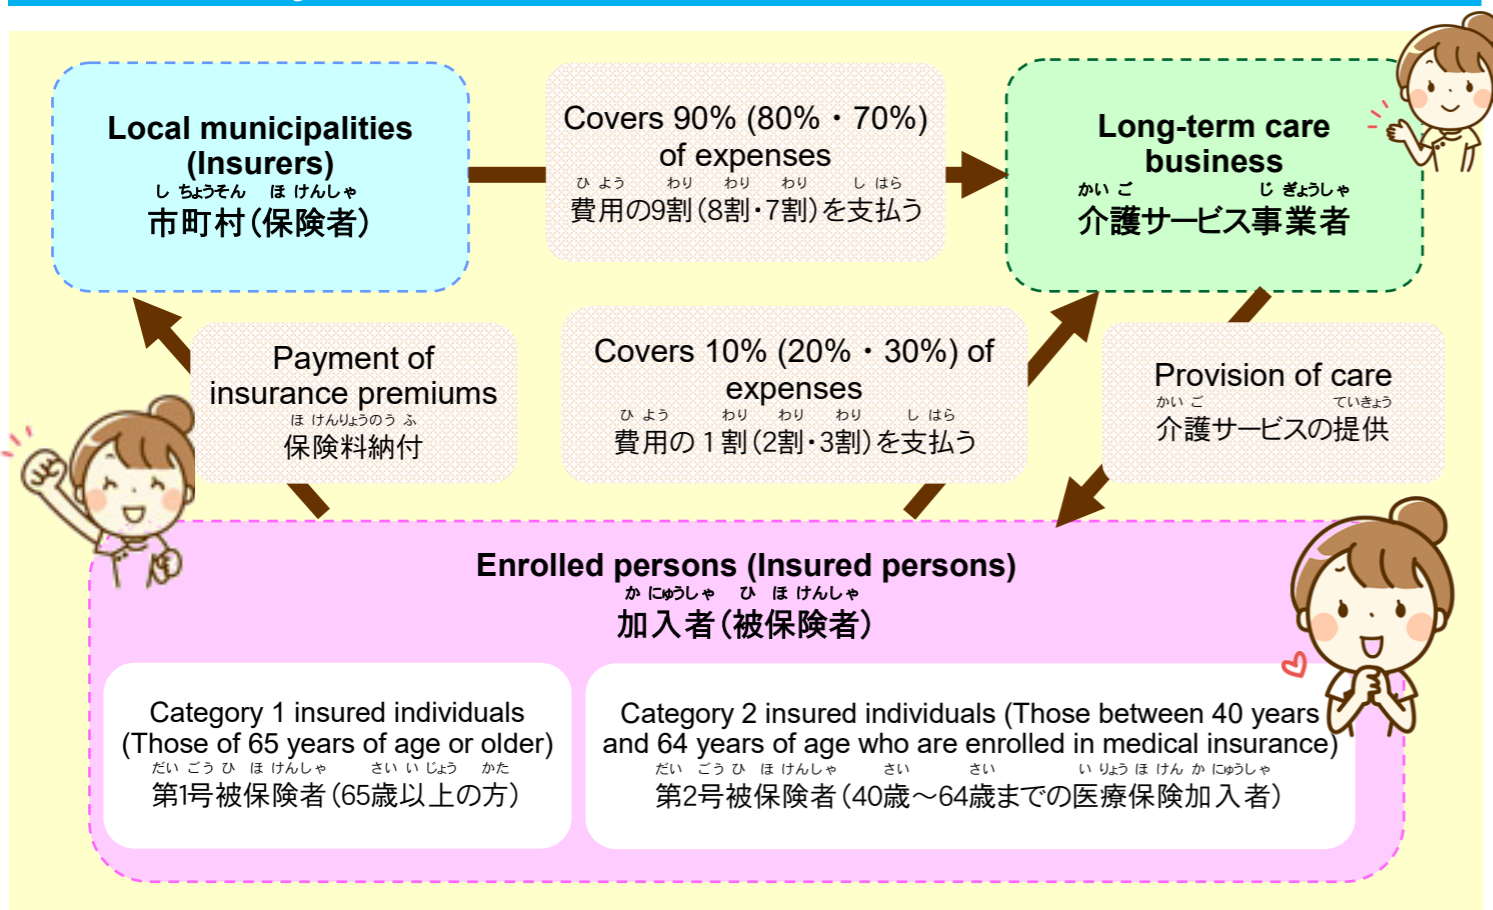 Local municipalities
(Insurers)
し ちょうそん ほ けんしゃ
市町村（保険者）
Covers 90% (80%・70%)
of expenses
ひ よう わり わり わり し はら
費用の9割（8割・7割）を支払う
Long-term care
business
かい ご じ ぎょうしゃ
介護サービス事業者
Payment of
insurance premiums
ほ けんりょうのう ふ
保険料納付
Covers 10% (20%・30%) of
expenses
ひ よう わり わり わり し はら
費用の１割（2割・3割）を支払う
Provision of care
かい ご ていきょう
介護サービスの提供
Enrolled persons (Insured persons)
か にゅうしゃ ひ ほ けんしゃ
加入者（被保険者）
Category 1 insured individuals
(Those of 65 years of age or older)
だい ごう ひ ほ けんしゃ さい い じょう かた
第1号被保険者（65歳以上の方）
Category 2 insured individuals (Those between 40 years
and 64 years of age who are enrolled in medical insurance)
だい ごう ひ ほ けんしゃ さい さい い りょう ほ けん か にゅうしゃ
第2号被保険者（40歳～64歳までの医療保険加入者）